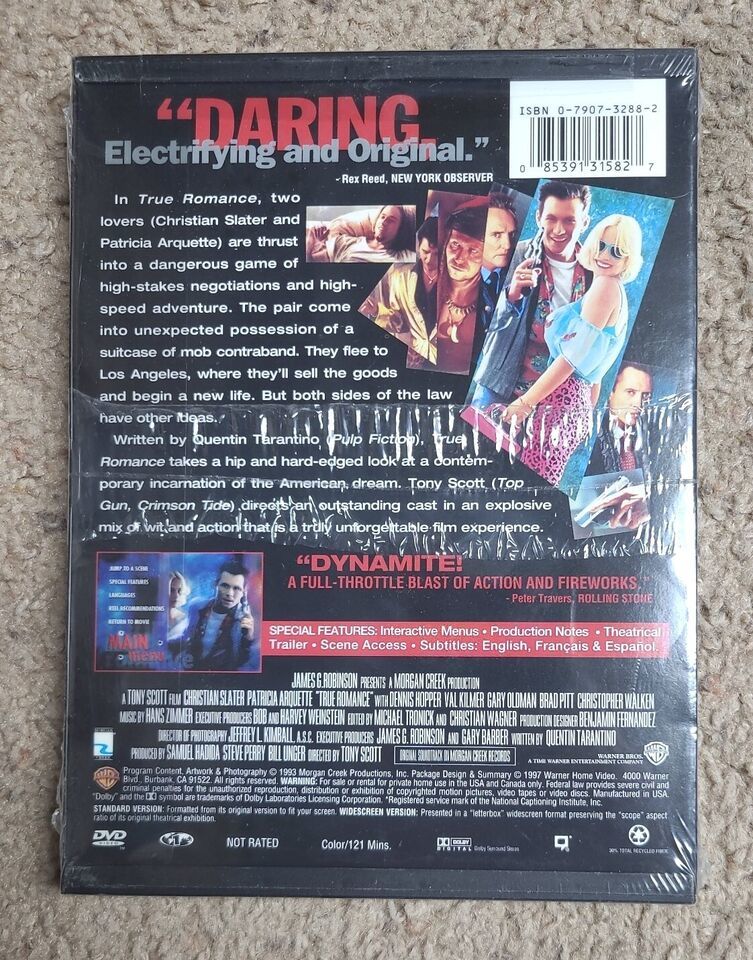 “DARING.
Electrifying and Original.”
- Rex Reed, NEW YORK OBSERVER
ISBN 0-7907-3288-2
0 85391 31582 7
In True Romance, two
lovers (Christian Slater and
Patricia Arquette) are thrust
into a dangerous game of
high-stakes negotiations and high-
speed adventure. The pair come
into unexpected possession of a
suitcase of mob contraband. They flee to
Los Angeles, where they'll sell the goods
and begin a new life. But both sides of the law
have other ideas.
Written by Quentin Tarantino (Pulp Fiction), True
Romance takes a hip and hard-edged look at a contem-
porary incarnation of the American dream. Tony Scott (Top
Gun, Crimson Tide) directs an outstanding cast in an explosive
mix of wit and action that is a truly unforgettable film experience.
JUMP TO A SCENE
SPECIAL FEATURES
LANGUAGES
REEL RECOMMENDATIONS
RETURN TO MOVIE
MAIN
menu
“DYNAMITE!
A FULL-THROTTLE BLAST OF ACTION AND FIREWORKS.”
- Peter Travers, ROLLING STONE
SPECIAL FEATURES: Interactive Menus • Production Notes • Theatrical
Trailer • Scene Access • Subtitles: English, Français & Español.
JAMES G. ROBINSON PRESENTS A MORGAN CREEK PRODUCTION
A TONY SCOTT FILM CHRISTIAN SLATER PATRICIA ARQUETTE "TRUE ROMANCE" WITH DENNIS HOPPER VAL KILMER GARY OLDMAN BRAD PITT CHRISTOPHER WALKEN
MUSIC BY HANS ZIMMER EXECUTIVE PRODUCERS BOB AND HARVEY WEINSTEIN EDITED BY MICHAEL TRONICK AND CHRISTIAN WAGNER PRODUCTION DESIGNER BENJAMIN FERNANDEZ
DIRECTOR OF PHOTOGRAPHY JEFFREY L. KIMBALL, A.S.C. EXECUTIVE PRODUCERS JAMES G. ROBINSON AND GARY BARBER WRITTEN BY QUENTIN TARANTINO
PRODUCED BY SAMUEL HADIDA STEVE PERRY BILL UNGER DIRECTED BY TONY SCOTT
ORIGINAL SOUNDTRACK ON MORGAN CREEK RECORDS
WARNER BROS.
A TIME WARNER ENTERTAINMENT COMPANY
Program Content, Artwork & Photography © 1993 Morgan Creek Productions, Inc. Package Design & Summary © 1997 Warner Home Video. 4000 Warner
Blvd., Burbank, CA 91522. All rights reserved. WARNING: For sale or rental for private home use in the USA and Canada only. Federal law provides severe civil and
criminal penalties for the unauthorized reproduction, distribution or exhibition of copyrighted motion pictures, video tapes or video discs. Manufactured in USA.
"Dolby" and the symbol are trademarks of Dolby Laboratories Licensing Corporation. *Registered service mark of the National Captioning Institute, Inc.
STANDARD VERSION: Formatted from its original version to fit your screen. WIDESCREEN VERSION: Presented in a "letterbox" widescreen format preserving the "scope" aspect
ratio of its original theatrical exhibition.
DVD
VIDEO
1
NOT RATED
Color/121 Mins.
DOLBY
DIGITAL
Dolby Surround Stereo
30% TOTAL RECYCLED FIBER